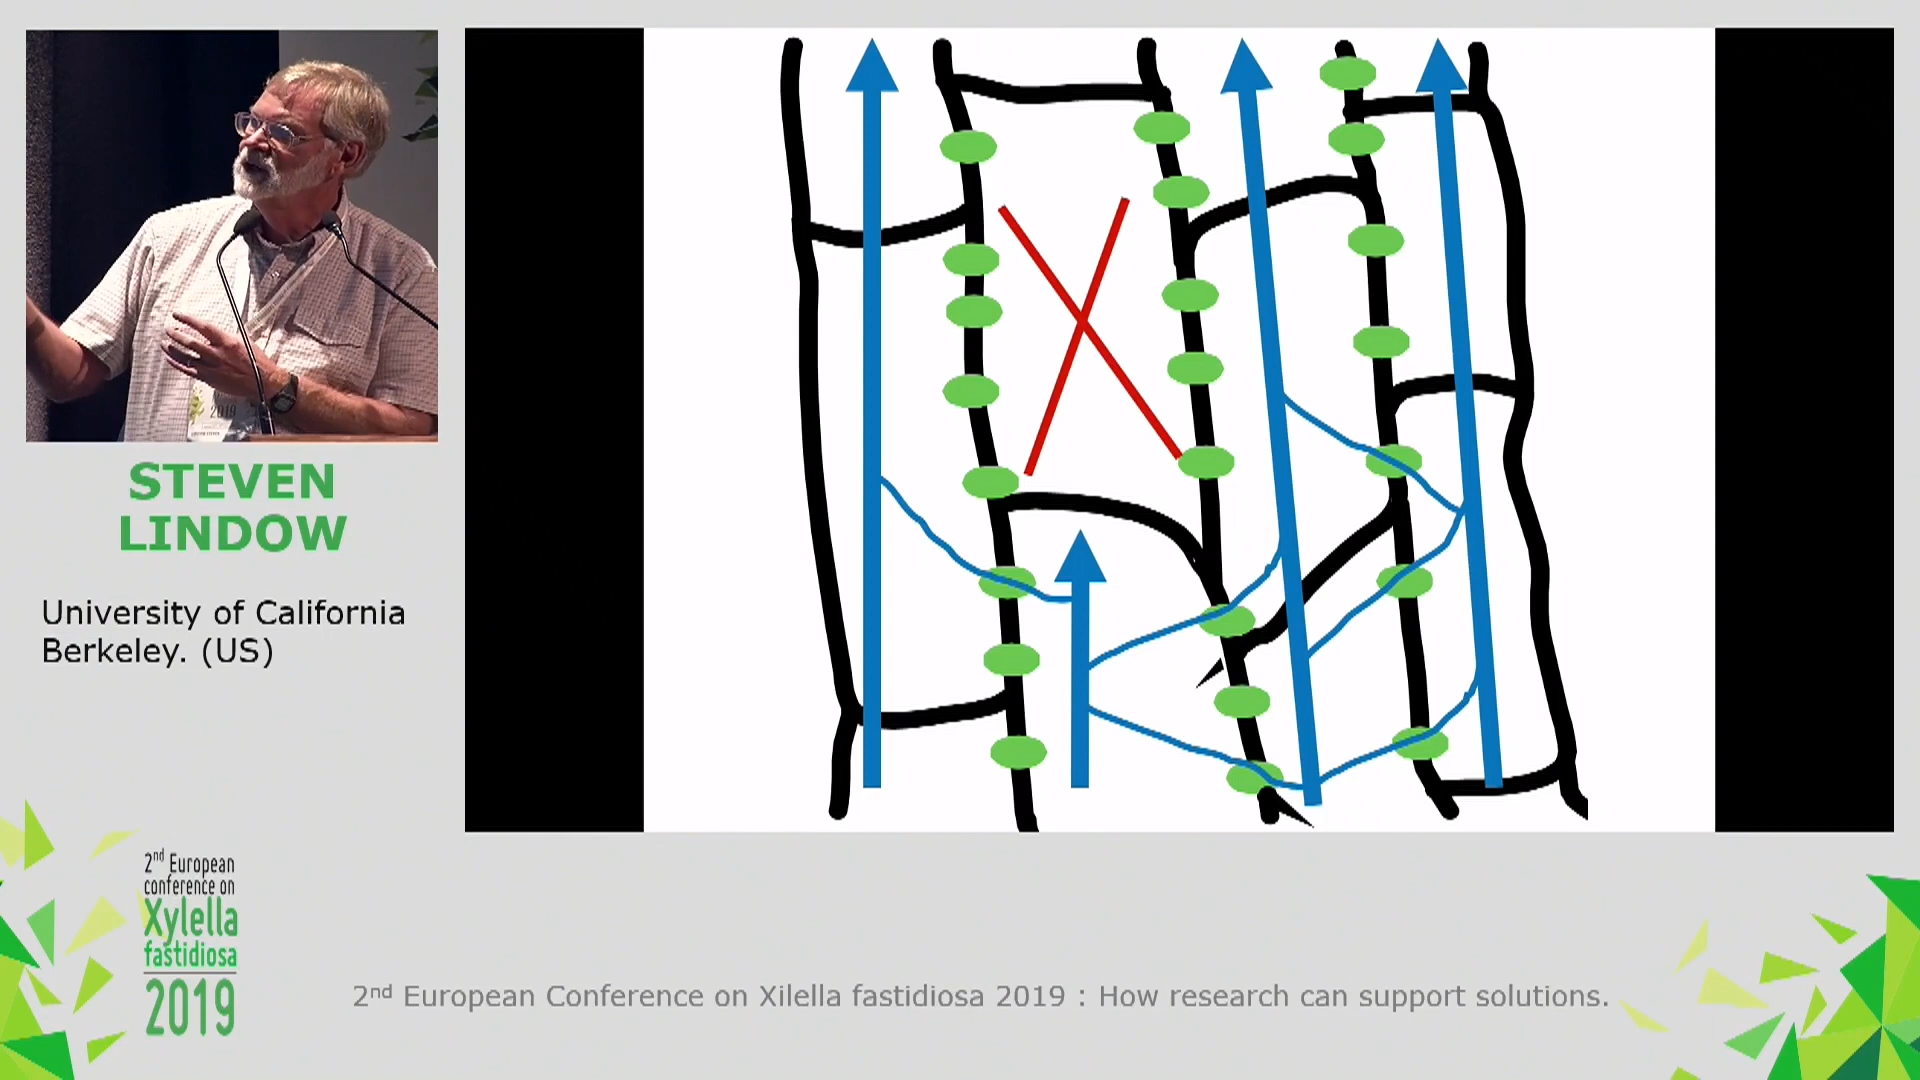 STEVEN
LINDOW
University of California
Berkeley. (US)
2019
2nd European
conference on
Xylella
fastidiosa
2019
2nd European Conference on Xilella fastidiosa 2019 : How research can support solutions.